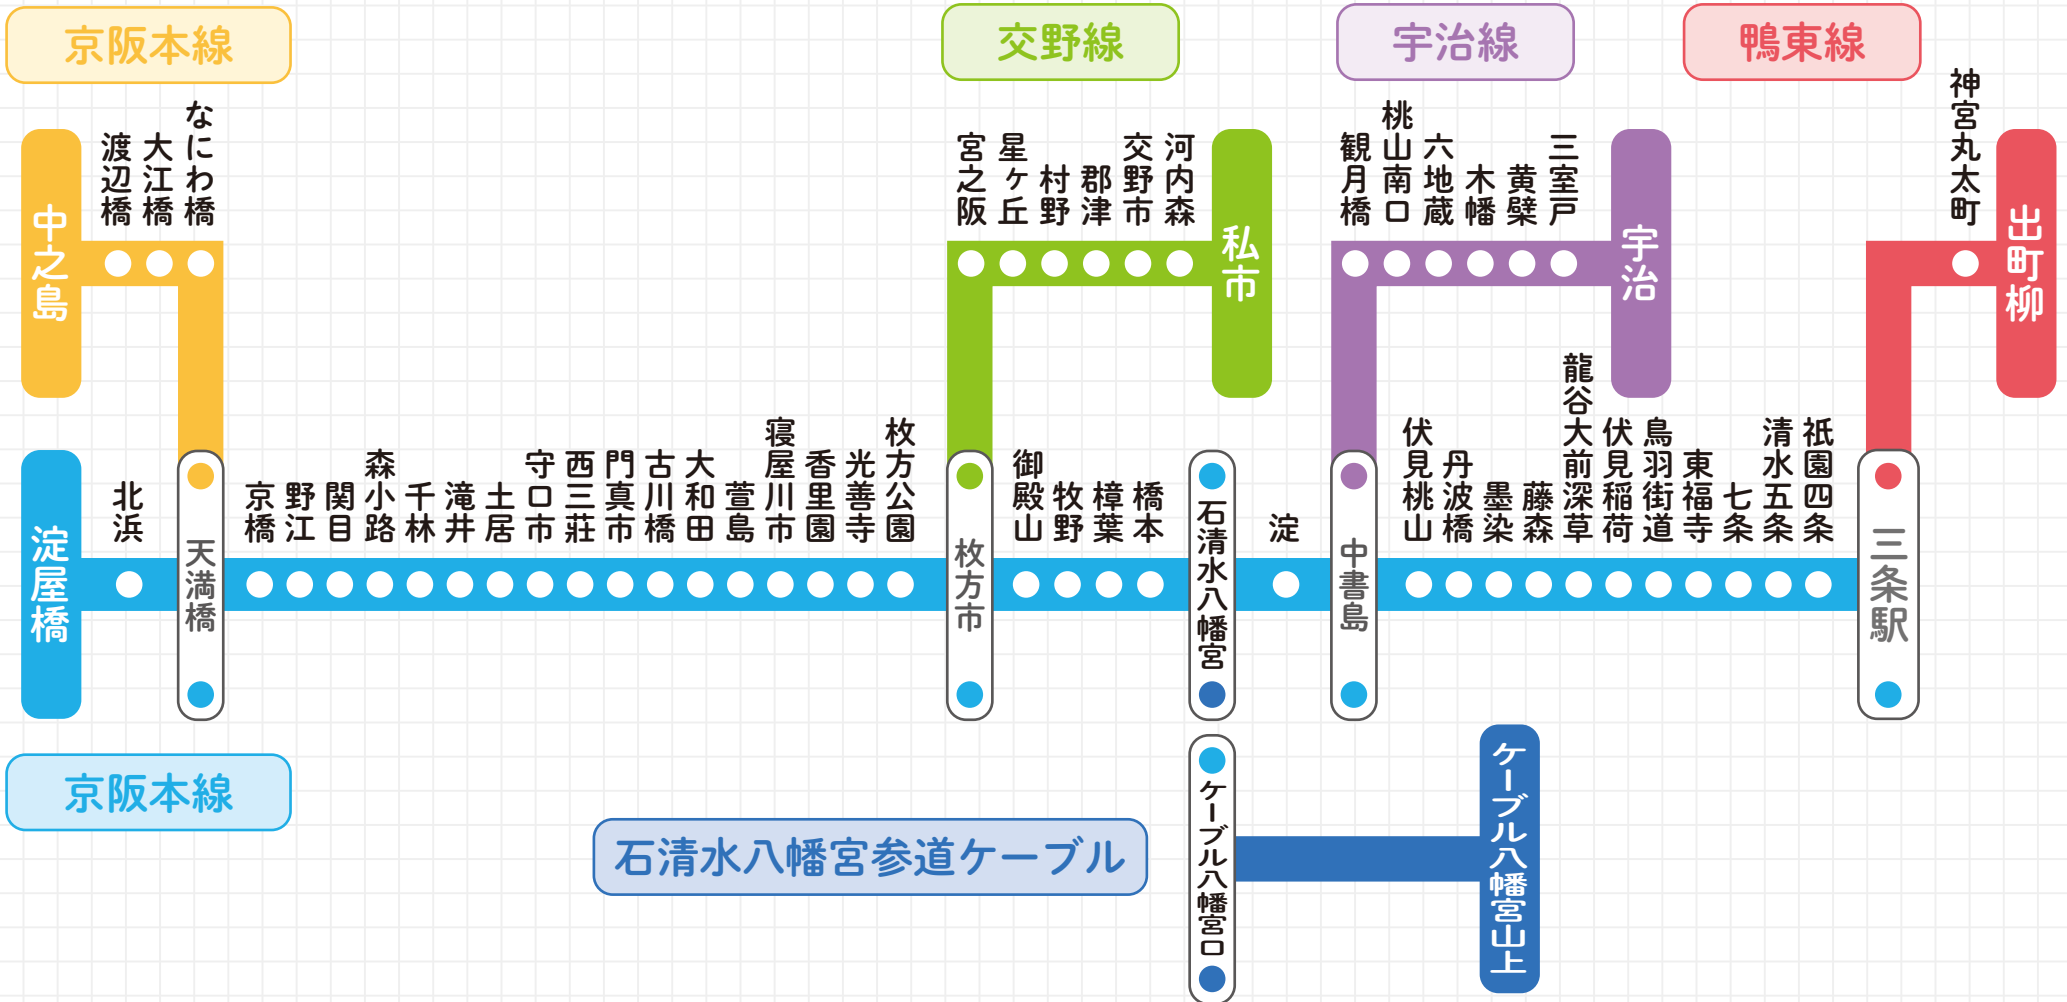 京阪本線
交野線
宇治線
鴨東線
中之島
渡辺橋
大江橋
なにわ橋
宮之阪
星ヶ丘
村野
郡津
交野市
河内森
私市
観月橋
桃山南口
六地蔵
木幡
黄檗
三室戸
宇治
神宮丸太町
出町柳
淀屋橋
北浜
天満橋
京橋
野江
関目
森小路
千林
滝井
土居
守口市
西三荘
門真市
古川橋
大和田
萱島
寝屋川市
香里園
光善寺
枚方公園
枚方市
御殿山
牧野
樟葉
橋本
石清水八幡宮
淀
中書島
伏見桃山
丹波橋
墨染
藤森
龍谷大前深草
伏見稲荷
鳥羽街道
東福寺
七条
清水五条
祇園四条
三条駅
京阪本線
石清水八幡宮参道ケーブル
ケーブル八幡宮口
ケーブル八幡宮山上